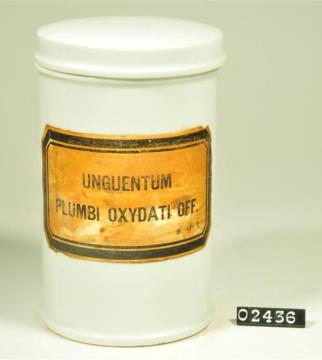 UNGUENTUM
PLUMBI OXYDATI OFF.
02436